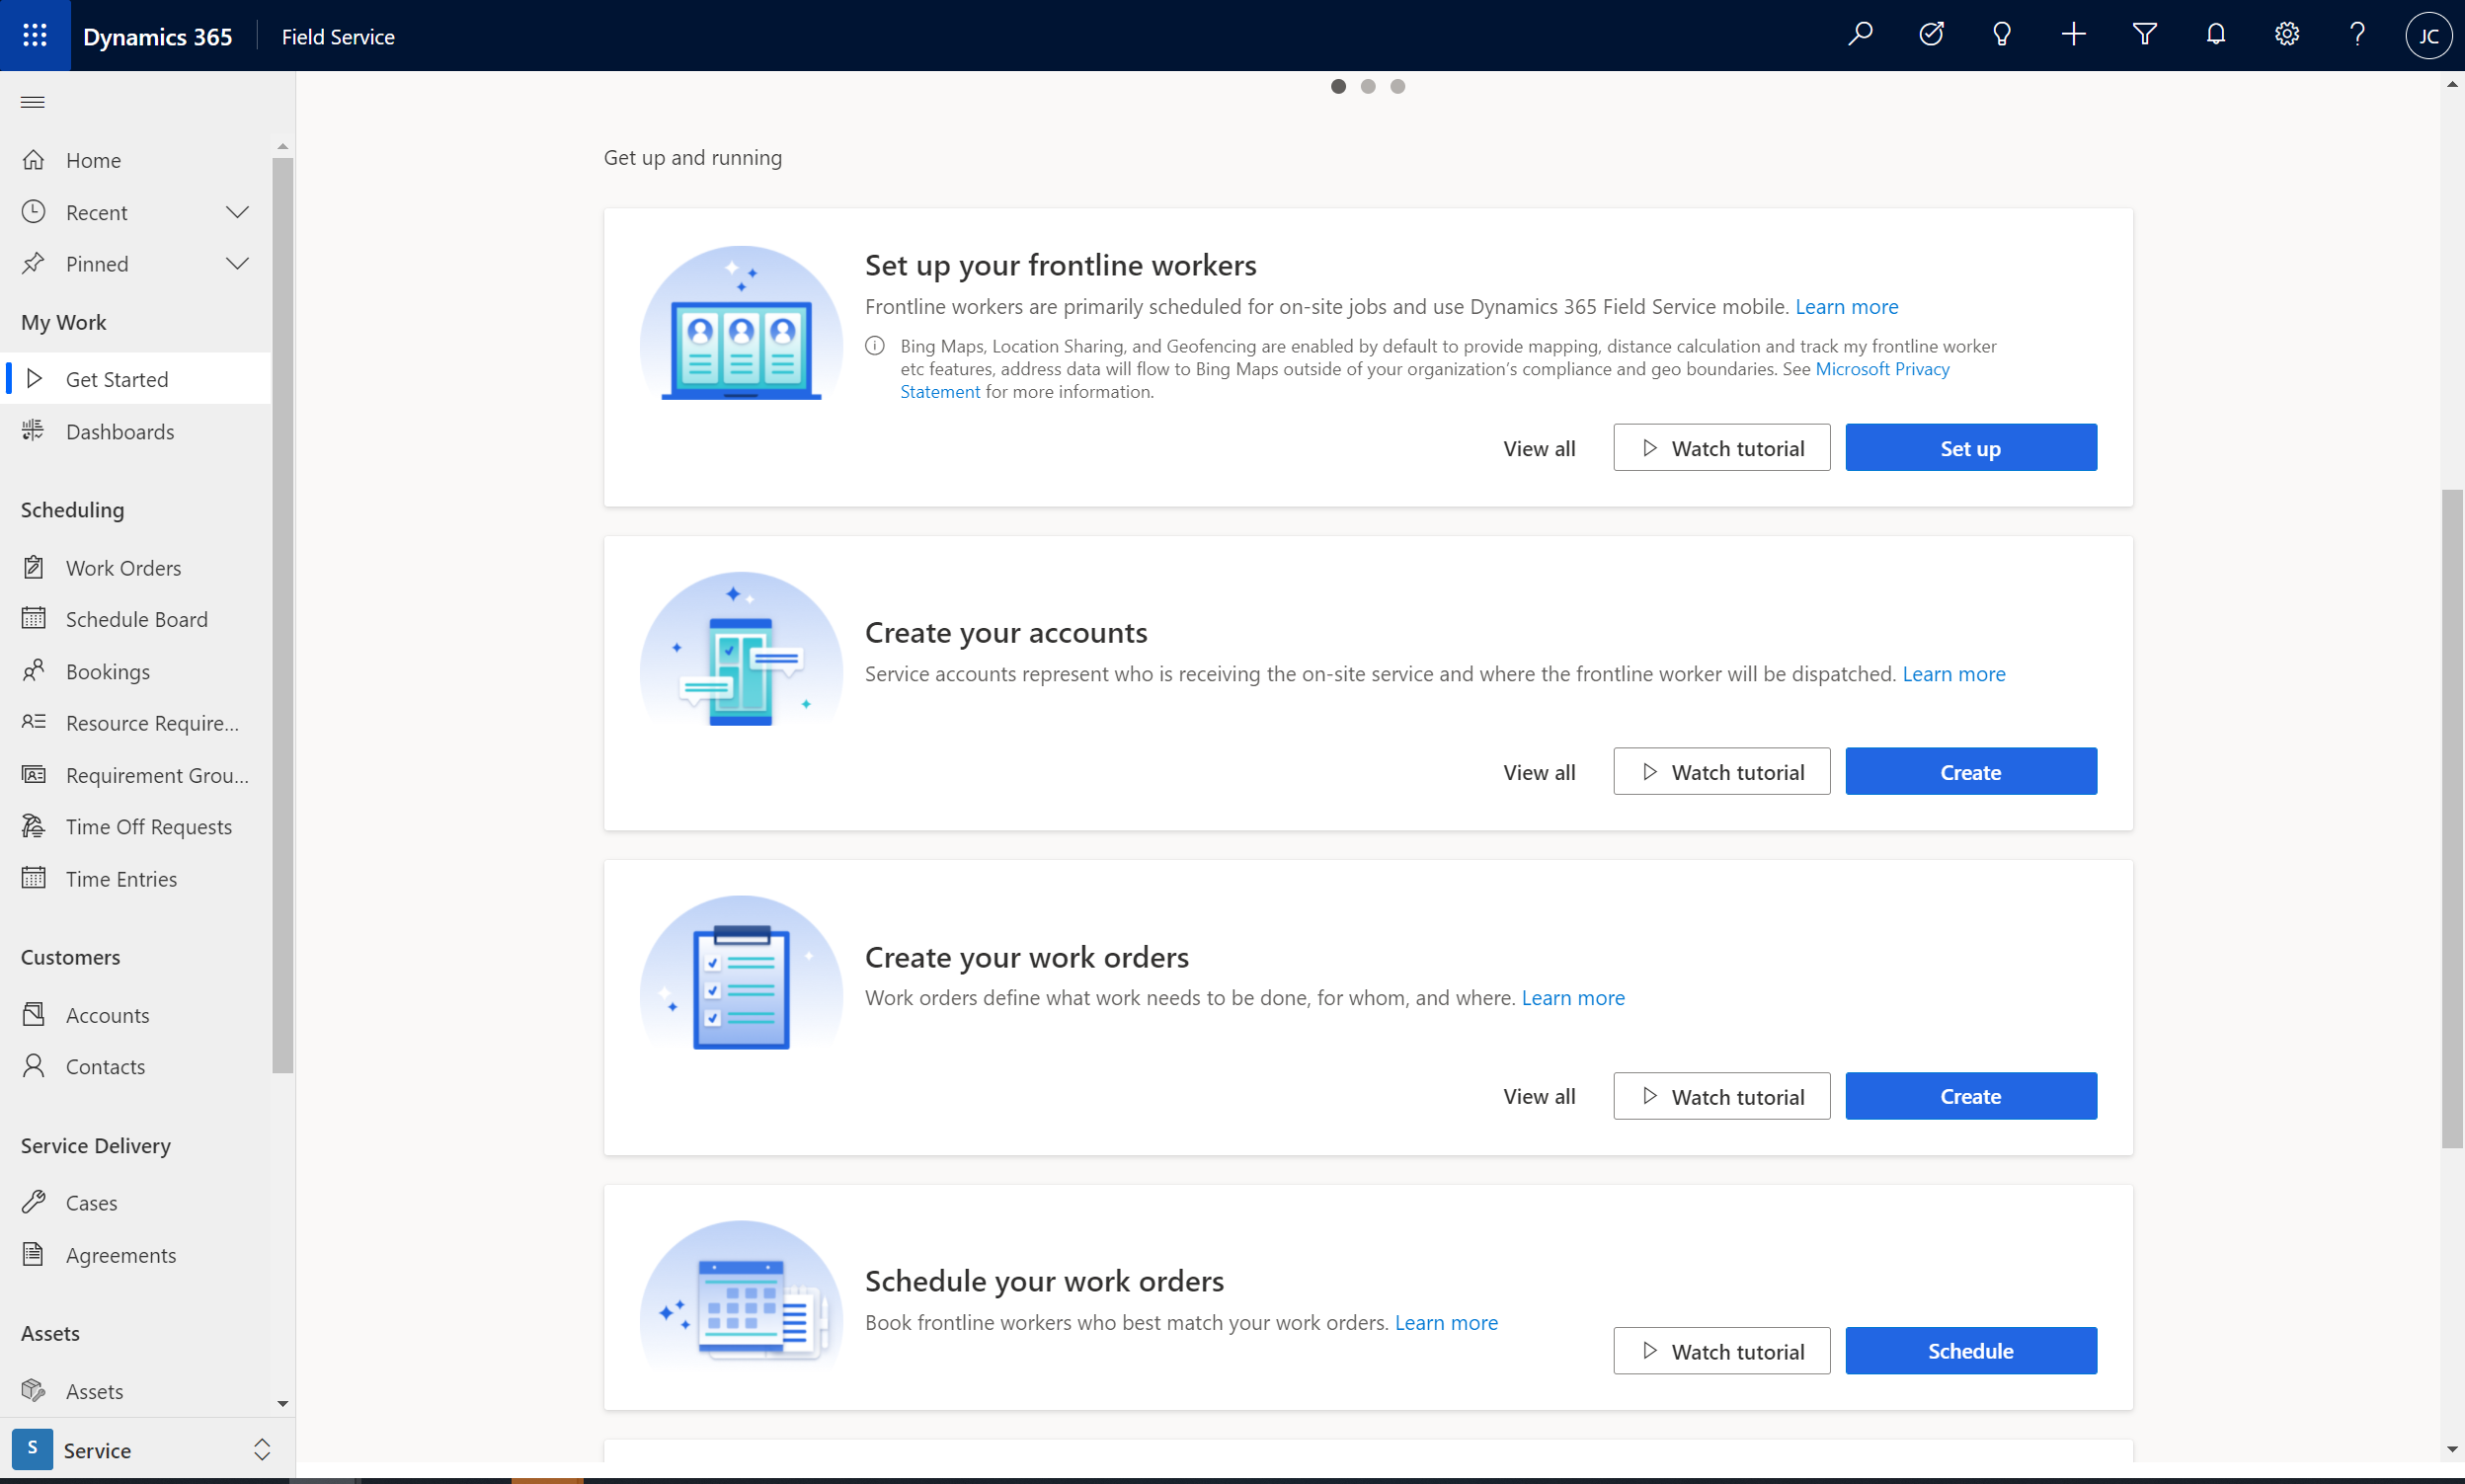 Dynamics 365
Field Service
JC
Home
Recent
Pinned
My Work
Get Started
Dashboards
Scheduling
Work Orders
Schedule Board
Bookings
Resource Require...
Requirement Grou...
Time Off Requests
Time Entries
Customers
Accounts
Contacts
Service Delivery
Cases
Agreements
Assets
Assets
S
Service
Get up and running
Set up your frontline workers
Frontline workers are primarily scheduled for on-site jobs and use Dynamics 365 Field Service mobile. Learn more
Bing Maps, Location Sharing, and Geofencing are enabled by default to provide mapping, distance calculation and track my frontline worker
etc features, address data will flow to Bing Maps outside of your organization’s compliance and geo boundaries. See Microsoft Privacy
Statement for more information.
View all
Watch tutorial
Set up
Create your accounts
Service accounts represent who is receiving the on-site service and where the frontline worker will be dispatched. Learn more
View all
Watch tutorial
Create
Create your work orders
Work orders define what work needs to be done, for whom, and where. Learn more
View all
Watch tutorial
Create
Schedule your work orders
Book frontline workers who best match your work orders. Learn more
Watch tutorial
Schedule